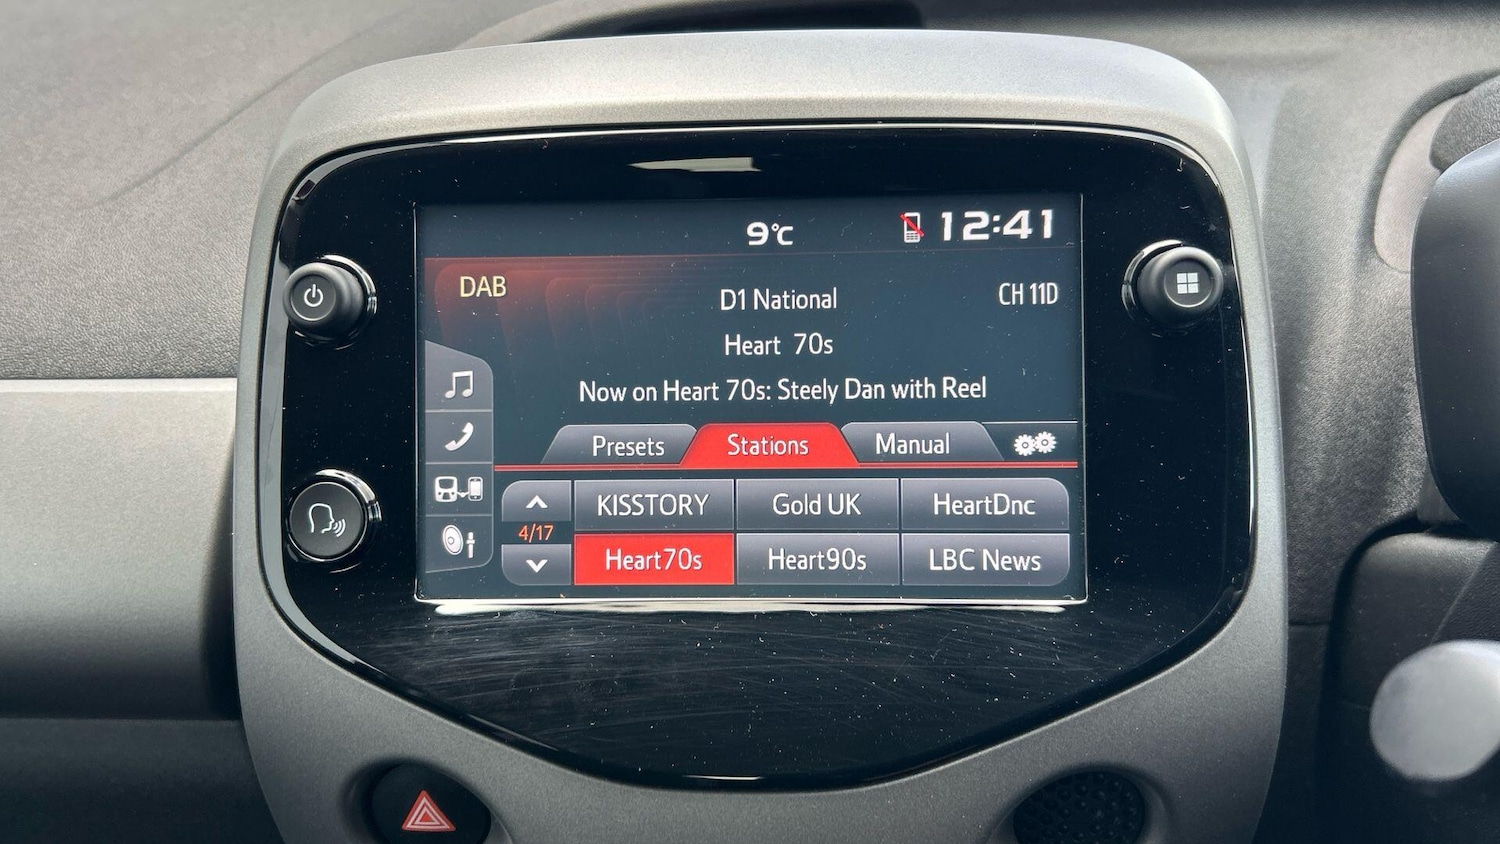 9°C
12:41
DAB
D1 National
CH 11D
Heart 70s
Now on Heart 70s: Steely Dan with Reel
Presets
Stations
Manual
KISSTORY
Gold UK
HeartDnc
4/17
Heart70s
Heart90s
LBC News